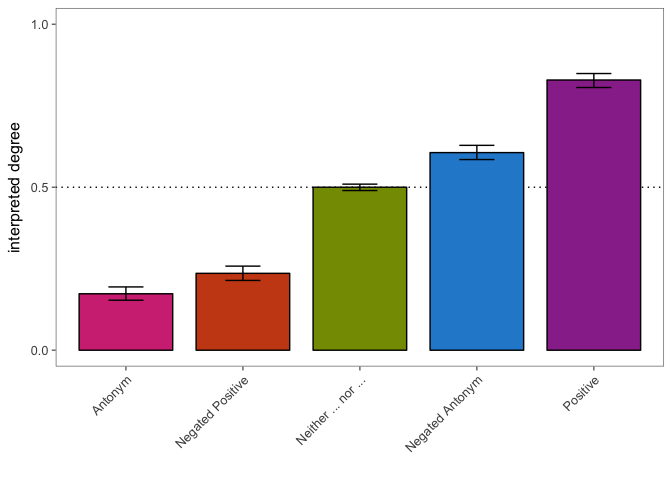 1.0
0.5
0.0
interpreted degree
Antonym
Negated Positive
Neither ... nor ...
Negated Antonym
Positive